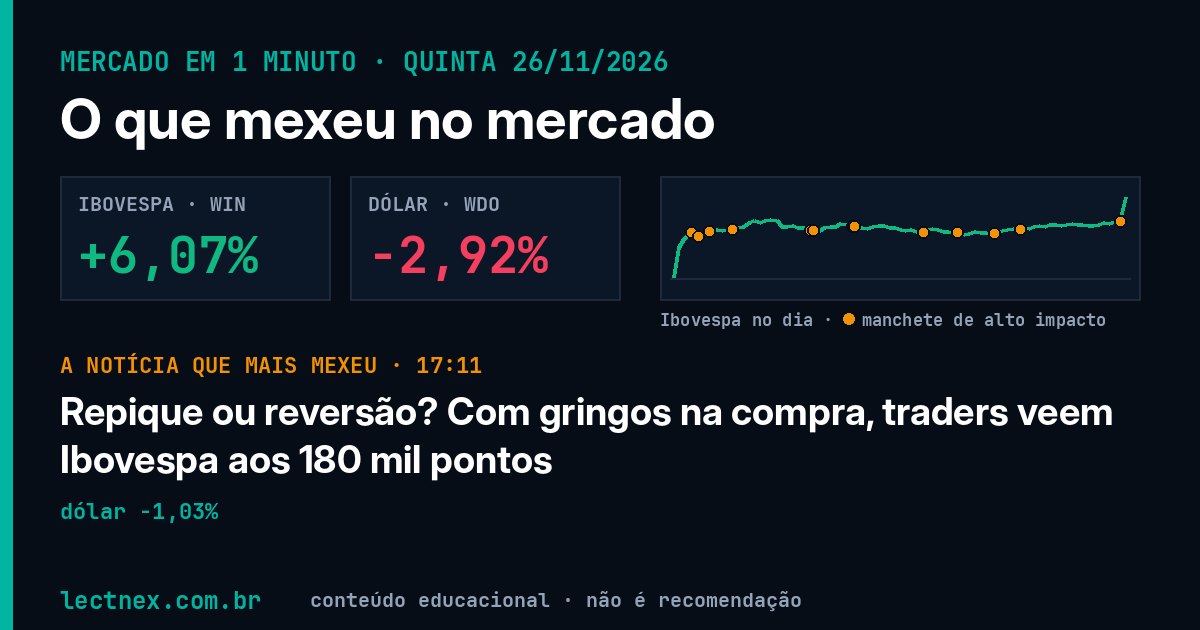 MERCADO EM 1 MINUTO · QUINTA 26/11/2026
O que mexeu no mercado
IBOVESPA · WIN
+6,07%
DÓLAR · WDO
-2,92%
Ibovespa no dia · manchete de alto impacto
A NOTÍCIA QUE MAIS MEXEU · 17:11
Repique ou reversão? Com gringos na compra, traders veem
Ibovespa aos 180 mil pontos
dólar -1,03%
lectnex.com.br
conteúdo educacional · não é recomendação